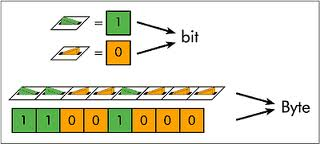 = 1
bit
= 0
1 1 0 0 1 0 0 0
Byte